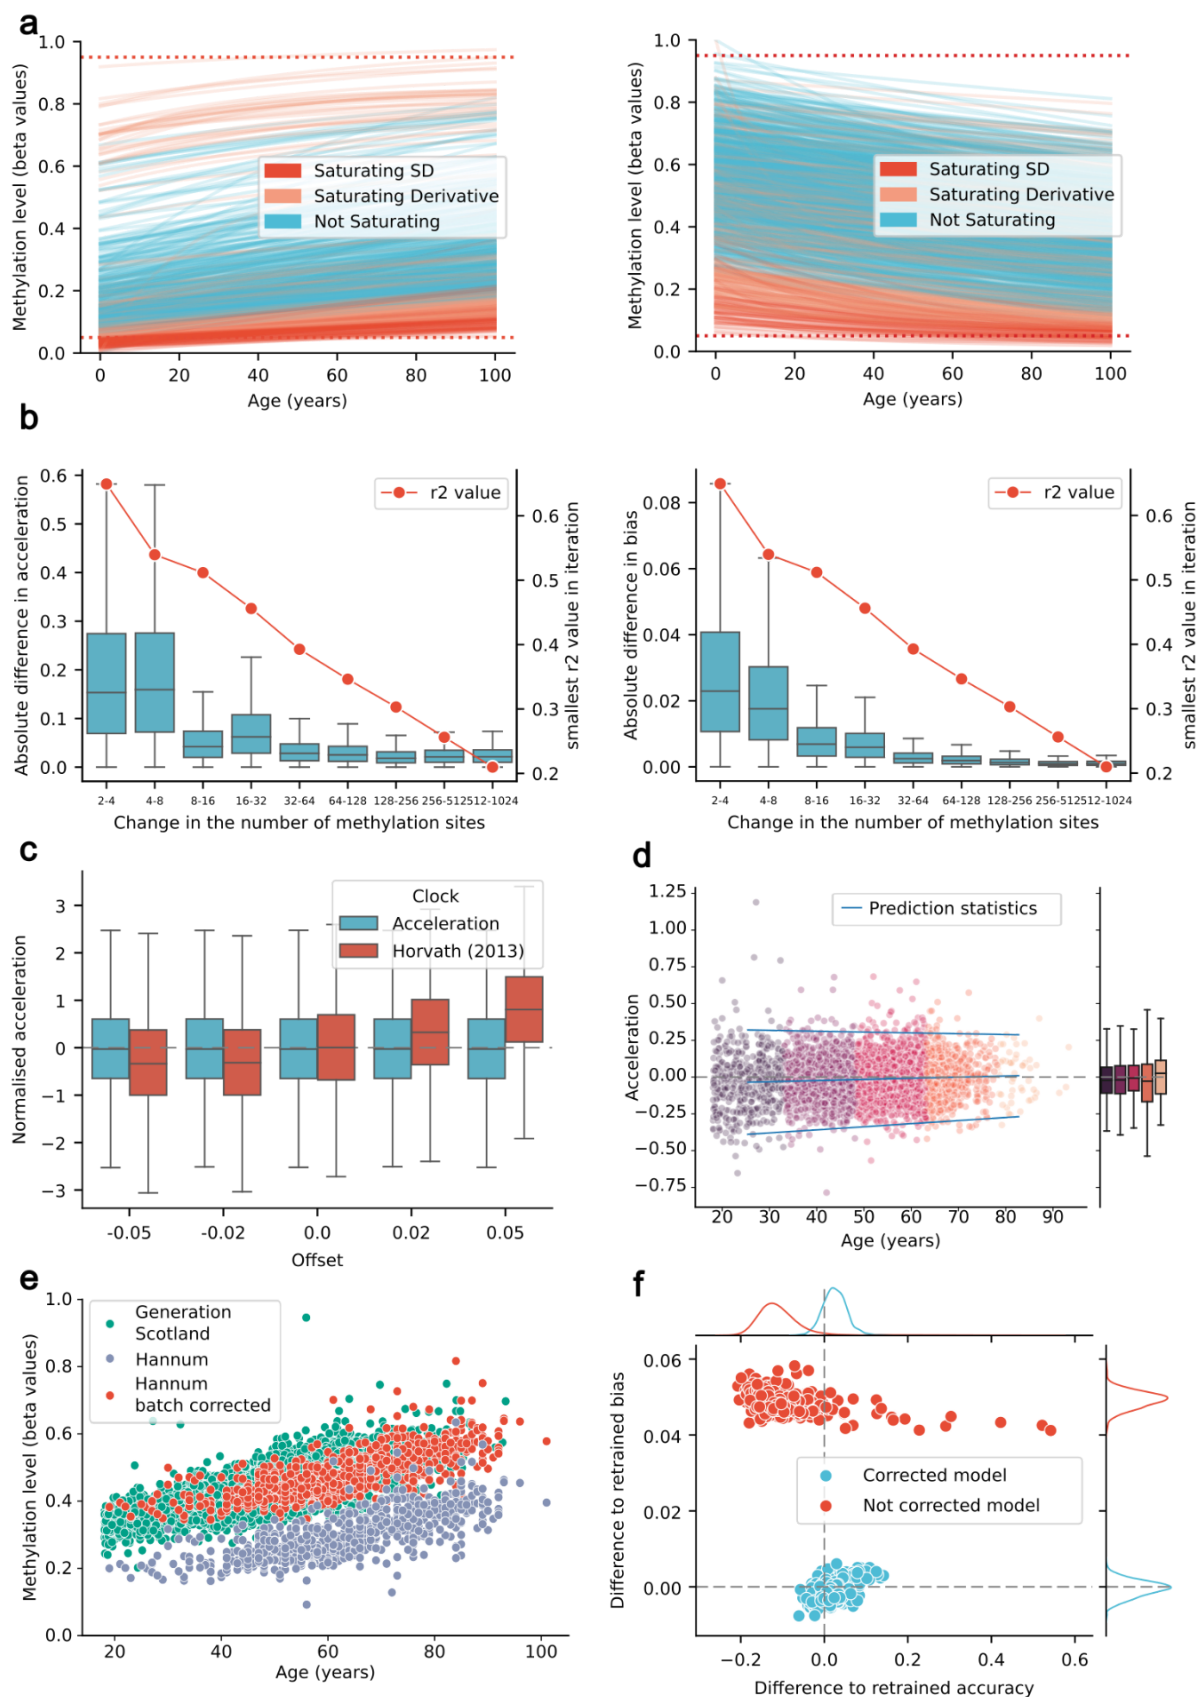 a
1.0
0.8
0.6
0.4
0.2
0.0
Methylation level (beta values)
Saturating SD
Saturating Derivative
Not Saturating
0 20 40 60 80 100
Age (years)
1.0
0.8
0.6
0.4
0.2
0.0
Methylation level (beta values)
Saturating SD
Saturating Derivative
Not Saturating
0 20 40 60 80 100
Age (years)
b
0.6
0.5
0.4
0.3
0.2
0.1
0.0
Absolute difference in acceleration
r2 value
0.6
0.5
0.4
0.3
0.2
smallest r2 value in iteration
2-4 4-8 8-16 16-32 32-64 64-128 128-256 256-512 512-1024
Change in the number of methylation sites
0.08
0.06
0.04
0.02
0.00
Absolute difference in bias
r2 value
0.6
0.5
0.4
0.3
0.2
smallest r2 value in iteration
2-4 4-8 8-16 16-32 32-64 64-128 128-256 256-512 512-1024
Change in the number of methylation sites
c
3
2
1
0
−1
−2
−3
Normalised acceleration
Clock
Acceleration
Horvath (2013)
-0.05 -0.02 0.0 0.02 0.05
Offset
d
1.25
1.00
0.75
0.50
0.25
0.00
−0.25
−0.50
−0.75
Acceleration
Prediction statistics
20 30 40 50 60 70 80 90
Age (years)
e
1.0
0.8
0.6
0.4
0.2
0.0
Methylation level (beta values)
Generation
Scotland
Hannum
Hannum
batch corrected
20 40 60 80 100
Age (years)
f
0.06
0.04
0.02
0.00
Difference to retrained bias
Corrected model
Not corrected model
−0.2 0.0 0.2 0.4 0.6
Difference to retrained accuracy